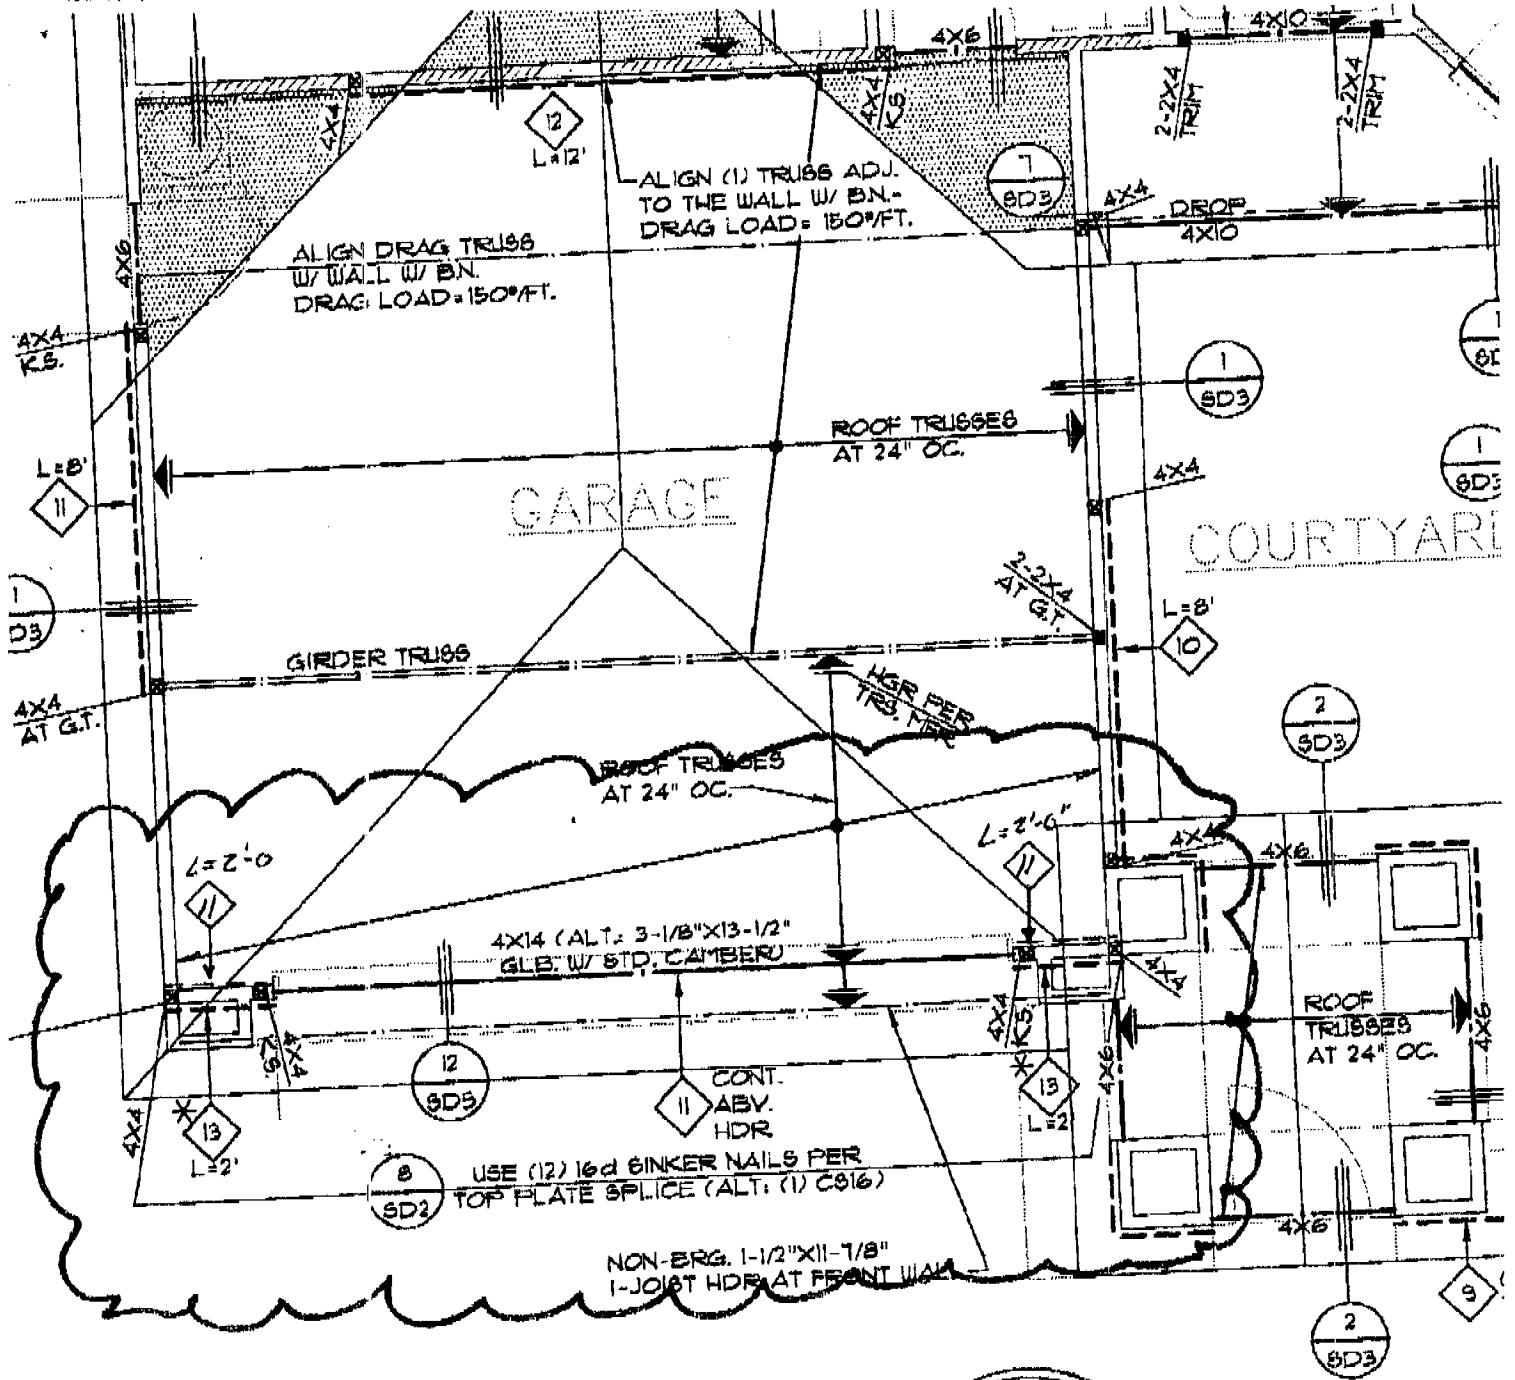 4X6
4X10
4X4
4X4
K.S.
2-2X4
TRIM
2-2X4
TRIM
12
L=12'
ALIGN (1) TRUSS ADJ.
TO THE WALL W/ B.N.-
DRAG LOAD= 150#/FT.
7
SD3
4X4
DROP
4X10
4X6
ALIGN DRAG TRUSS
W/ WALL W/ B.N.
DRAG LOAD=150#/FT.
4X4
K.S.
1
SD3
ROOF TRUSSES
AT 24" OC.
L=8'
11
GARAGE
4X4
1
SD3
COURTYARD
1
D3
2-2X4
AT G.T.
L=8'
10
GIRDER TRUSS
4X4
AT G.T.
HGR PER
TRS. MFR
2
SD3
ROOF TRUSSES
AT 24" OC.
L=2'-0
11
L=2'-0"
11
4X4
4X6
4X14 (ALT: 3-1/8"X13-1/2"
GLB. W/ STD. CAMBER)
4X4
4X4
K.S.
4X4
K.S.
ROOF
TRUSSES
AT 24" OC.
4X6
4X6
12
SD5
11
CONT.
ABV.
HDR.
*
13
L=2'
*
13
L=2
4X4
8
SD2
USE (12) 16d SINKER NAILS PER
TOP PLATE SPLICE (ALT: (1) CS16)
4X6
NON-BRG. 1-1/2"X11-7/8"
I-JOIST HDR AT FRONT WALL
9
2
SD3